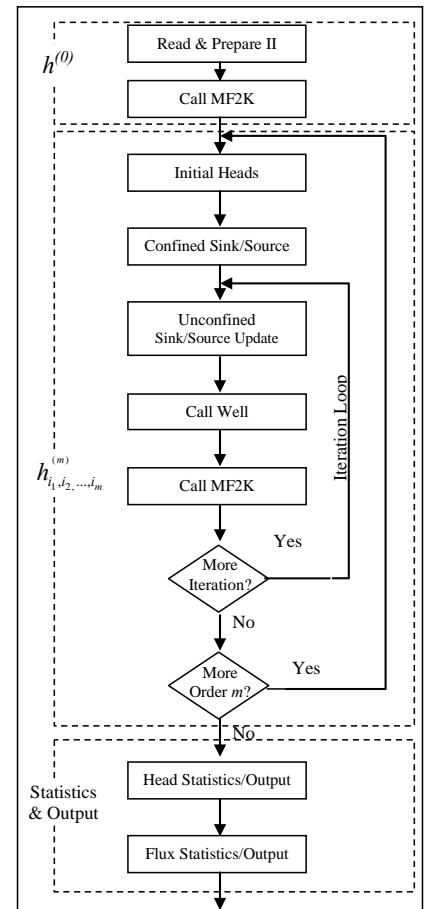 Read & Prepare II
h(0)
Call MF2K
Initial Heads
Confined Sink/Source
Unconfined
Sink/Source Update
Iteration Loop
Call Well
h(m)i1,i2,...,im
Call MF2K
Yes
More
Iteration?
No
More
Order m?
Yes
No
Head Statistics/Output
Statistics
& Output
Flux Statistics/Output